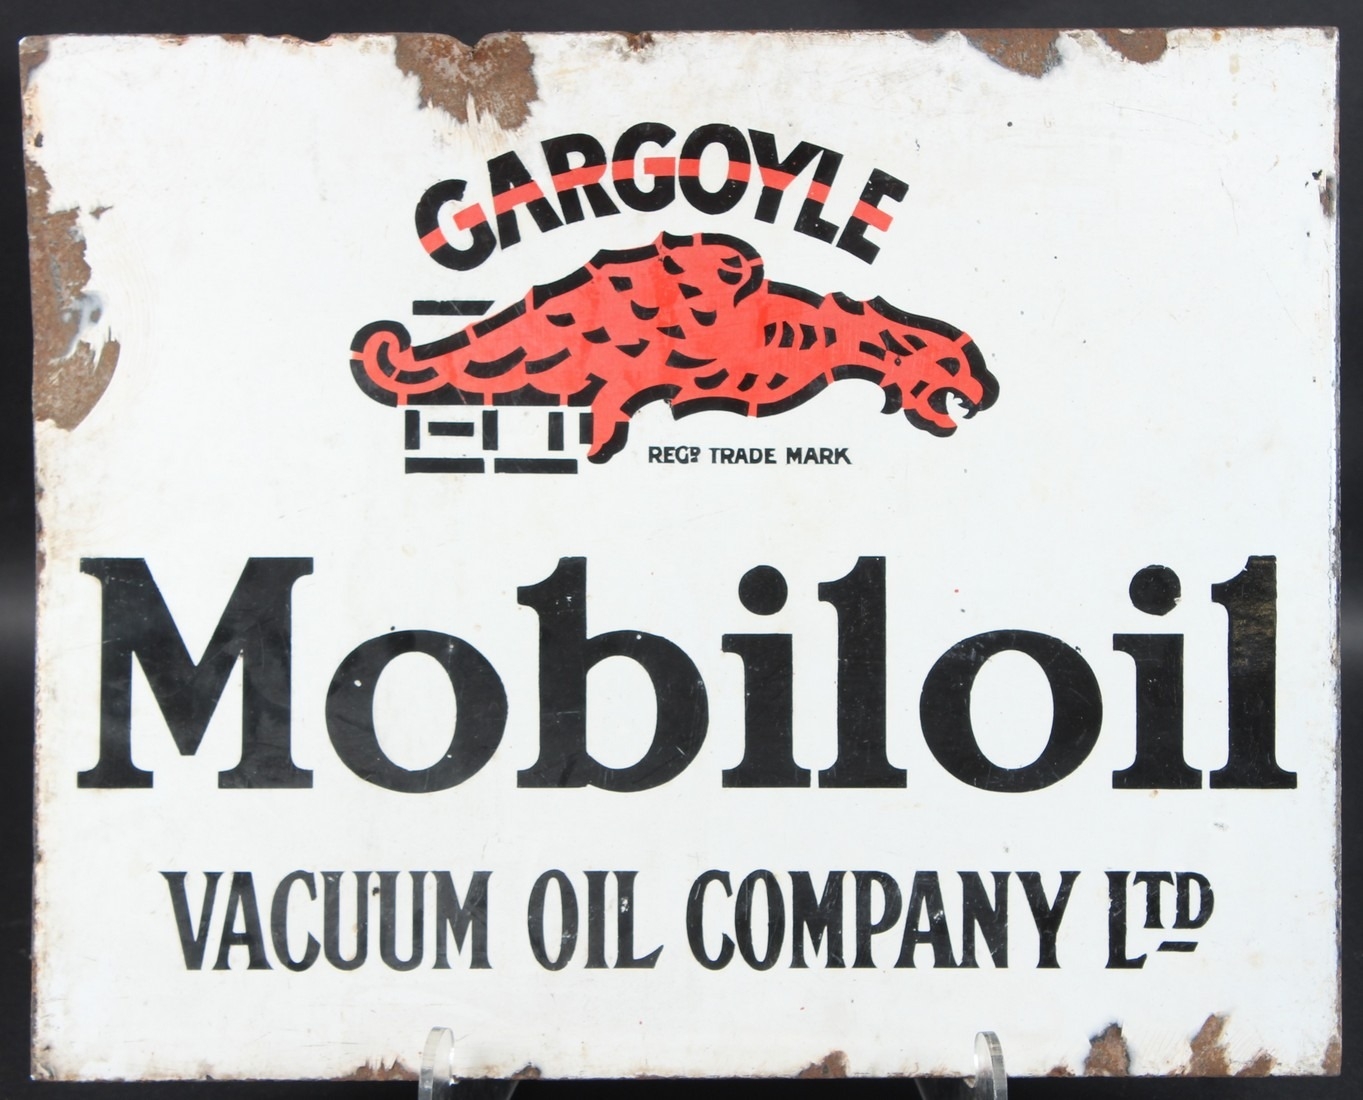 GARGOYLE
REGD TRADE MARK
Mobiloil
VACUUM OIL COMPANY LTD